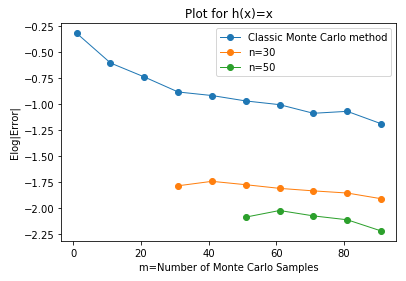 Plot for h(x)=x
Classic Monte Carlo method
n=30
n=50
Elog|Error|
−0.25
−0.50
−0.75
−1.00
−1.25
−1.50
−1.75
−2.00
−2.25
0 20 40 60 80
m=Number of Monte Carlo Samples